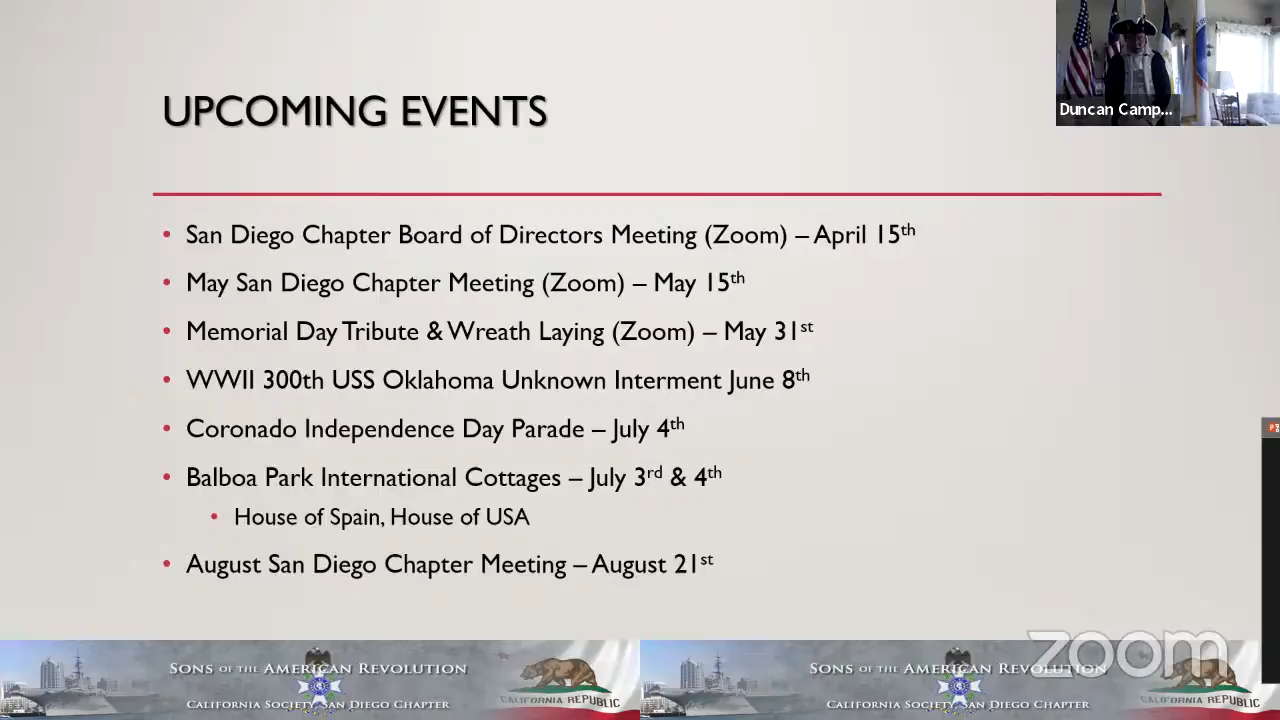 Duncan Camp...
UPCOMING EVENTS
• San Diego Chapter Board of Directors Meeting (Zoom) – April 15th
• May San Diego Chapter Meeting (Zoom) – May 15th
• Memorial Day Tribute & Wreath Laying (Zoom) – May 31st
• WWII 300th USS Oklahoma Unknown Interment June 8th
• Coronado Independence Day Parade – July 4th
• Balboa Park International Cottages – July 3rd & 4th
• House of Spain, House of USA
• August San Diego Chapter Meeting – August 21st
zoom
SONS OF THE AMERICAN REVOLUTION
CALIFORNIA SOCIETY SAN DIEGO CHAPTER
CALIFORNIA REPUBLIC
SONS OF THE AMERICAN REVOLUTION
CALIFORNIA SOCIETY SAN DIEGO CHAPTER
CALIFORNIA REPUBLIC